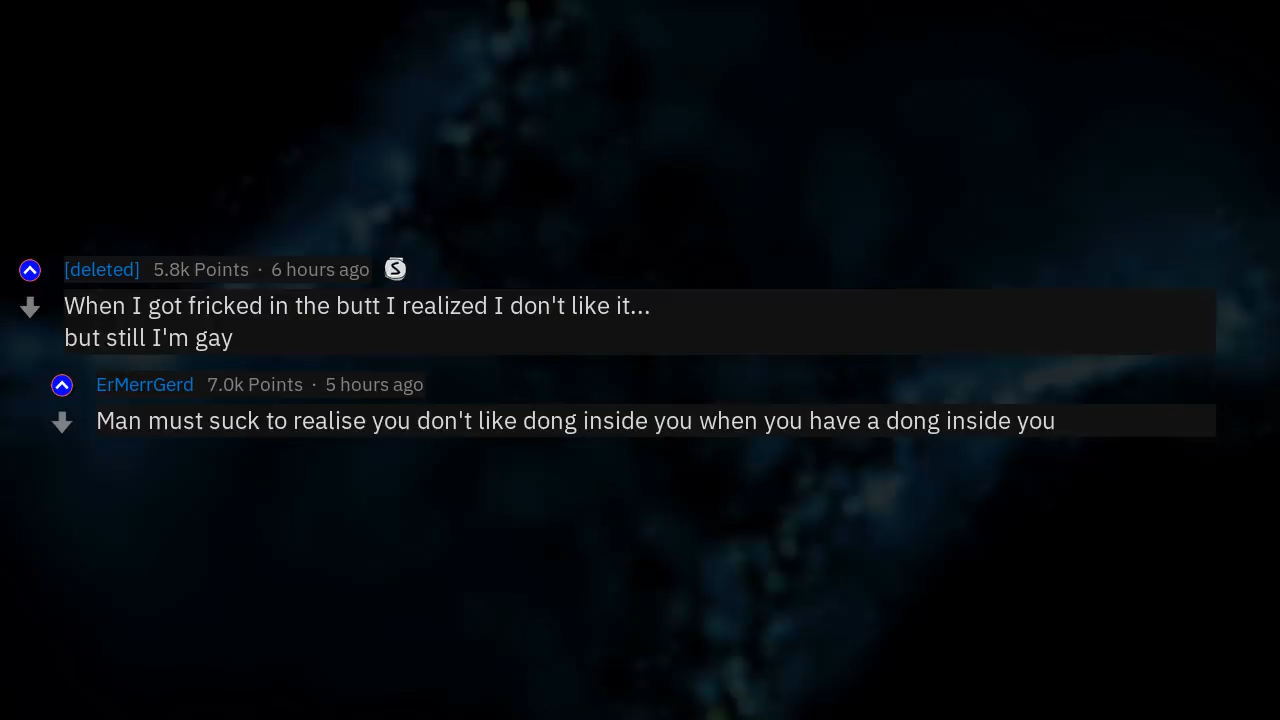 [deleted] 5.8k Points · 6 hours ago
When I got fricked in the butt I realized I don't like it...
but still I'm gay
ErMerrGerd 7.0k Points · 5 hours ago
Man must suck to realise you don't like dong inside you when you have a dong inside you